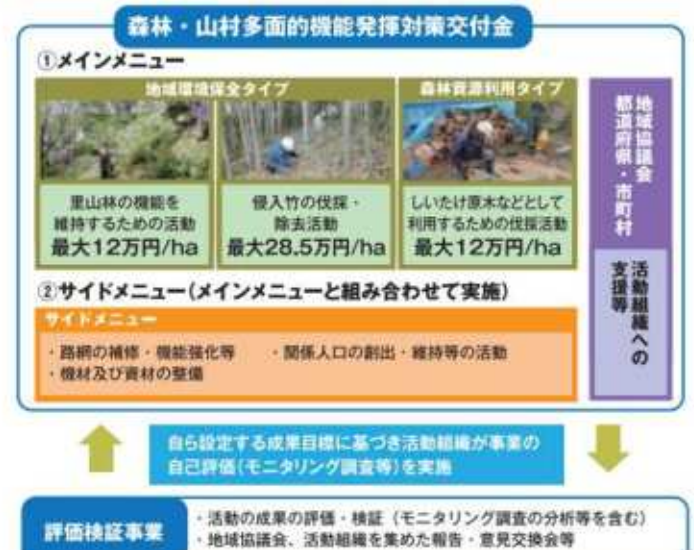 森林・山村多面的機能発揮対策交付金
①メインメニュー
地域環境保全タイプ
森林資源利用タイプ
里山林の機能を
維持するための活動
最大12万円/ha
侵入竹の伐採・
除去活動
最大28.5万円/ha
しいたけ原木などとして
利用するための伐採活動
最大12万円/ha
地域協議会
都道府県・市町村
活動組織への
支援等
②サイドメニュー(メインメニューと組み合わせて実施)
サイドメニュー
・路網の補修・機能強化等 ・関係人口の創出・維持等の活動
・機材及び資材の整備
自ら設定する成果目標に基づき活動組織が事業の
自己評価(モニタリング調査等)を実施
評価検証事業
・活動の成果の評価・検証(モニタリング調査の分析等を含む)
・地域協議会、活動組織を集めた報告・意見交換会等